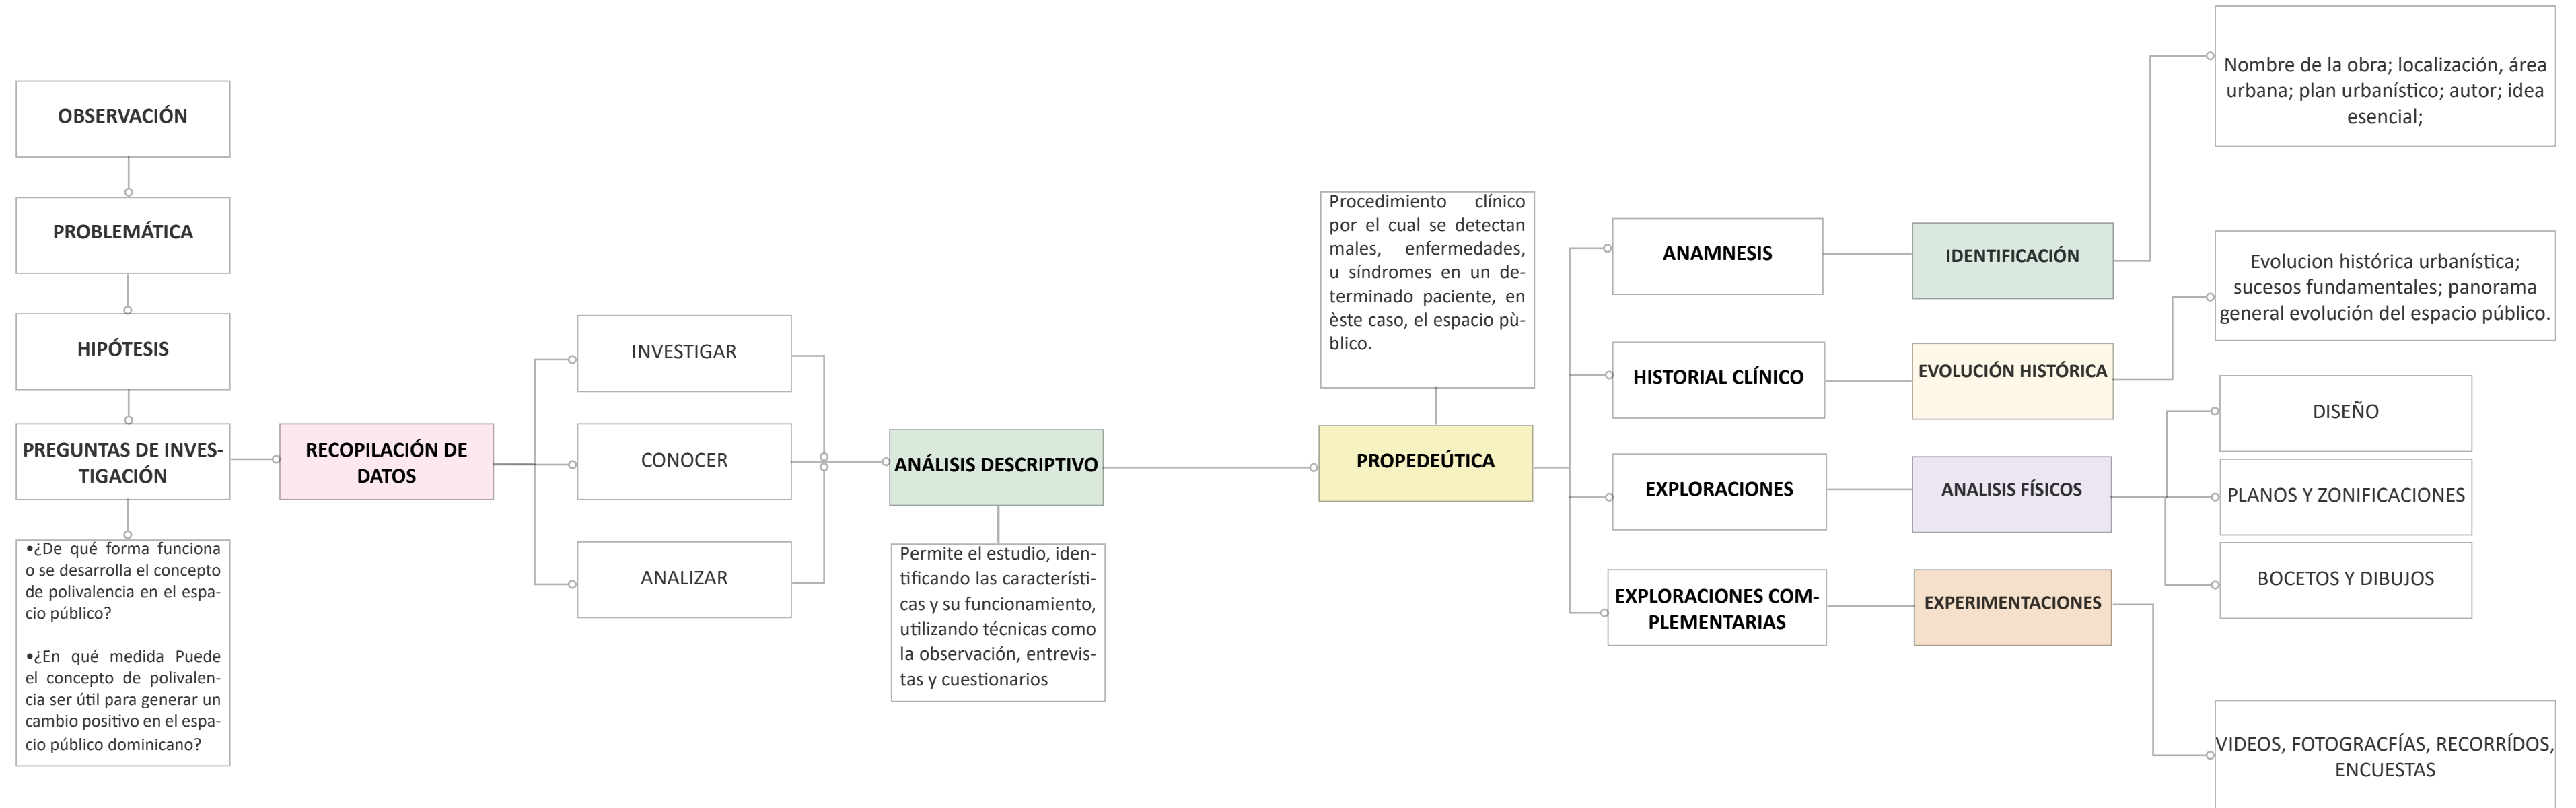 OBSERVACIÓN
PROBLEMÁTICA
HIPÓTESIS
PREGUNTAS DE INVES-
TIGACIÓN
•¿De qué forma funciona
o se desarrolla el concepto
de polivalencia en el espa-
cio público?
•¿En qué medida Puede
el concepto de polivalen-
cia ser útil para generar un
cambio positivo en el espa-
cio público dominicano?
RECOPILACIÓN DE
DATOS
INVESTIGAR
CONOCER
ANALIZAR
ANÁLISIS DESCRIPTIVO
Permite el estudio, iden-
tificando las característi-
cas y su funcionamiento,
utilizando técnicas como
la observación, entrevis-
tas y cuestionarios
Procedimiento clínico
por el cual se detectan
males, enfermedades,
u síndromes en un de-
terminado paciente, en
èste caso, el espacio pù-
blico.
PROPEDEÚTICA
ANAMNESIS
HISTORIAL CLÍNICO
EXPLORACIONES
EXPLORACIONES COM-
PLEMENTARIAS
IDENTIFICACIÓN
EVOLUCIÓN HISTÓRICA
ANALISIS FÍSICOS
EXPERIMENTACIONES
Nombre de la obra; localización, área
urbana; plan urbanístico; autor; idea
esencial;
Evolucion histórica urbanística;
sucesos fundamentales; panorama
general evolución del espacio público.
DISEÑO
PLANOS Y ZONIFICACIONES
BOCETOS Y DIBUJOS
VIDEOS, FOTOGRACFÍAS, RECORRÍDOS,
ENCUESTAS